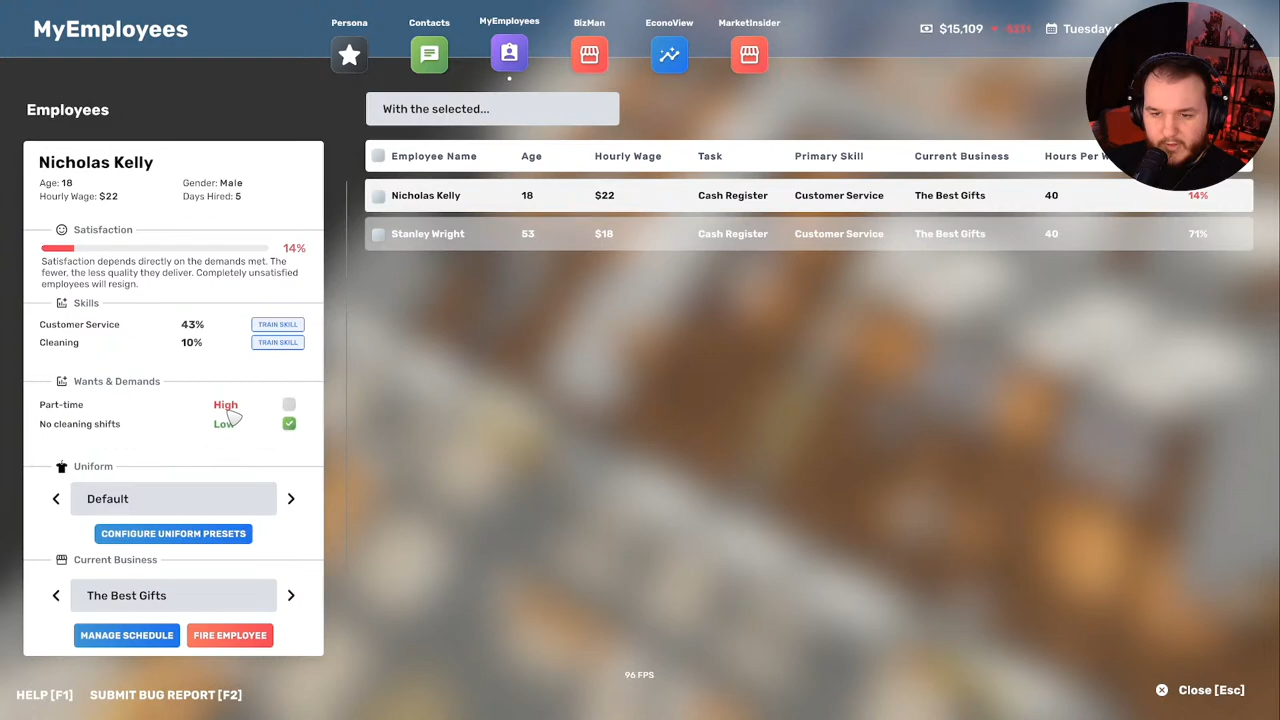 MyEmployees
Persona
Contacts
MyEmployees
BizMan
EconoView
MarketInsider
$15,109
Tuesday
Employees
With the selected...
Nicholas Kelly
Age: 18
Gender: Male
Hourly Wage: $22
Days Hired: 5
Satisfaction
14%
Satisfaction depends directly on the demands met. The
fewer, the less quality they deliver. Completely unsatisfied
employees will resign.
Skills
Customer Service 43% TRAIN SKILL
Cleaning 10% TRAIN SKILL
Wants & Demands
Part-time High
No cleaning shifts Low
Uniform
Default
CONFIGURE UNIFORM PRESETS
Current Business
The Best Gifts
MANAGE SCHEDULE FIRE EMPLOYEE
Employee Name Age Hourly Wage Task Primary Skill Current Business Hours Per
Nicholas Kelly 18 $22 Cash Register Customer Service The Best Gifts 40 14%
Stanley Wright 53 $18 Cash Register Customer Service The Best Gifts 40 71%
96 FPS
HELP [F1] SUBMIT BUG REPORT [F2]
Close [Esc]